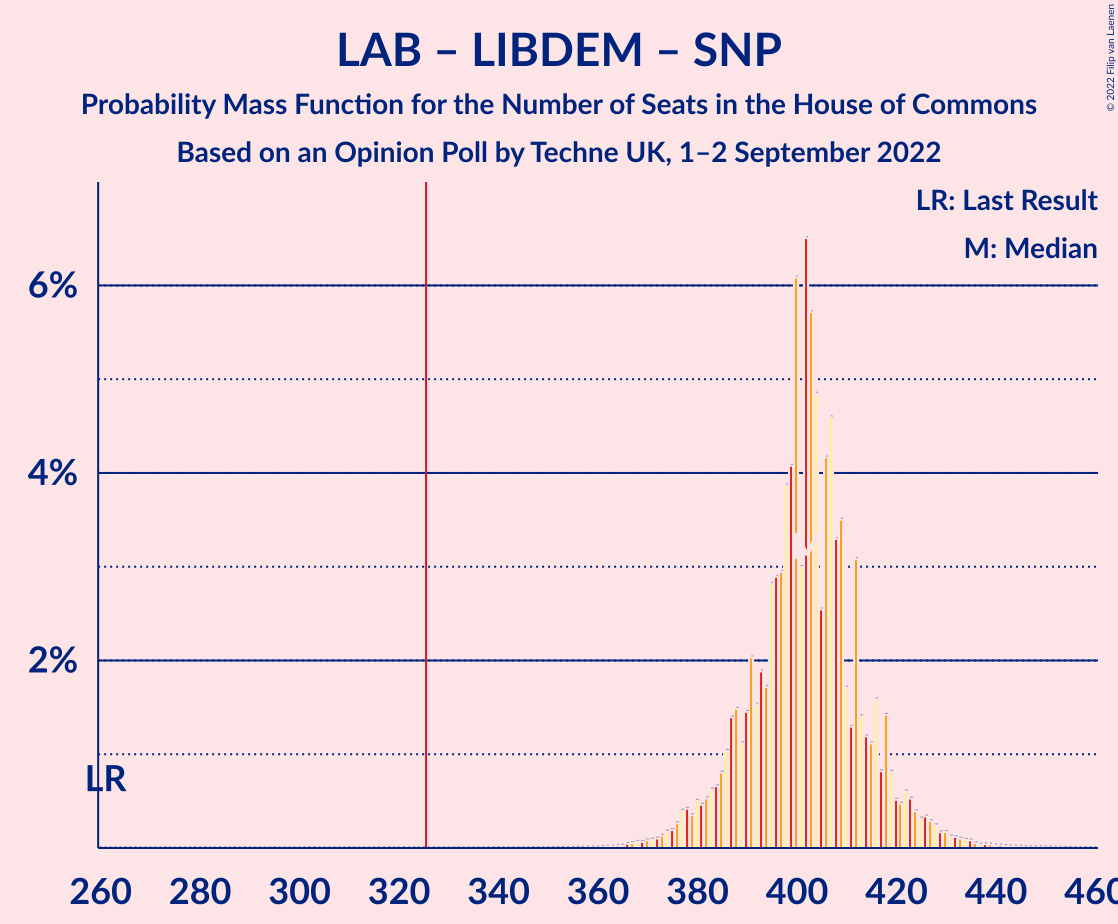 LAB – LIBDEM – SNP
Probability Mass Function for the Number of Seats in the House of Commons
Based on an Opinion Poll by Techne UK, 1–2 September 2022
© 2022 Filip van Laenen
LR: Last Result
M: Median
6%
4%
2%
LR
M
260 280 300 320 340 360 380 400 420 440 460